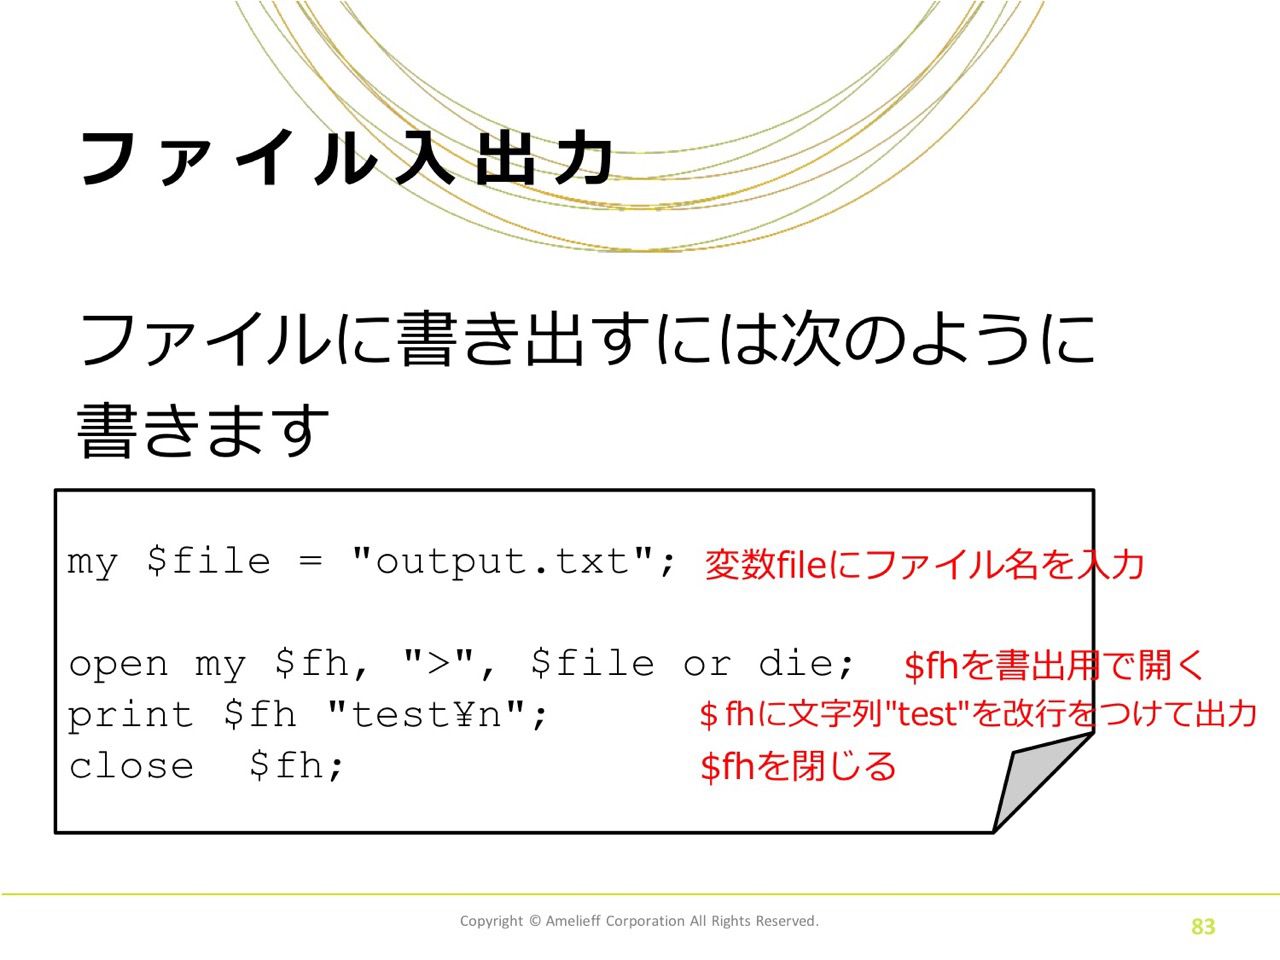 ファイル入出力
ファイルに書き出すには次のように
書きます
my $file = "output.txt"; 変数fileにファイル名を入力
open my $fh, ">", $file or die; $fhを書出用で開く
print $fh "test¥n"; ＄fhに文字列"test"を改行をつけて出力
close $fh; $fhを閉じる
Copyright © Amelieff Corporation All Rights Reserved.
83